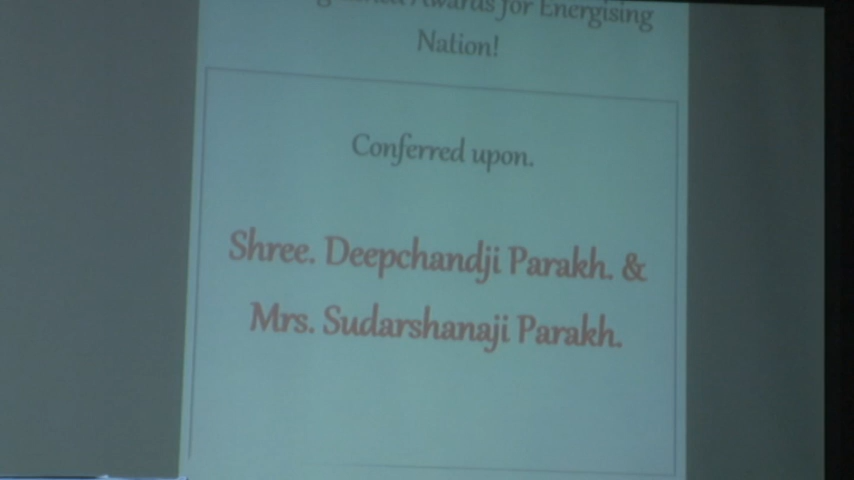 Awards for Energising
Nation!
Conferred upon.
Shree. Deepchandji Parakh. &
Mrs. Sudarshanaji Parakh.